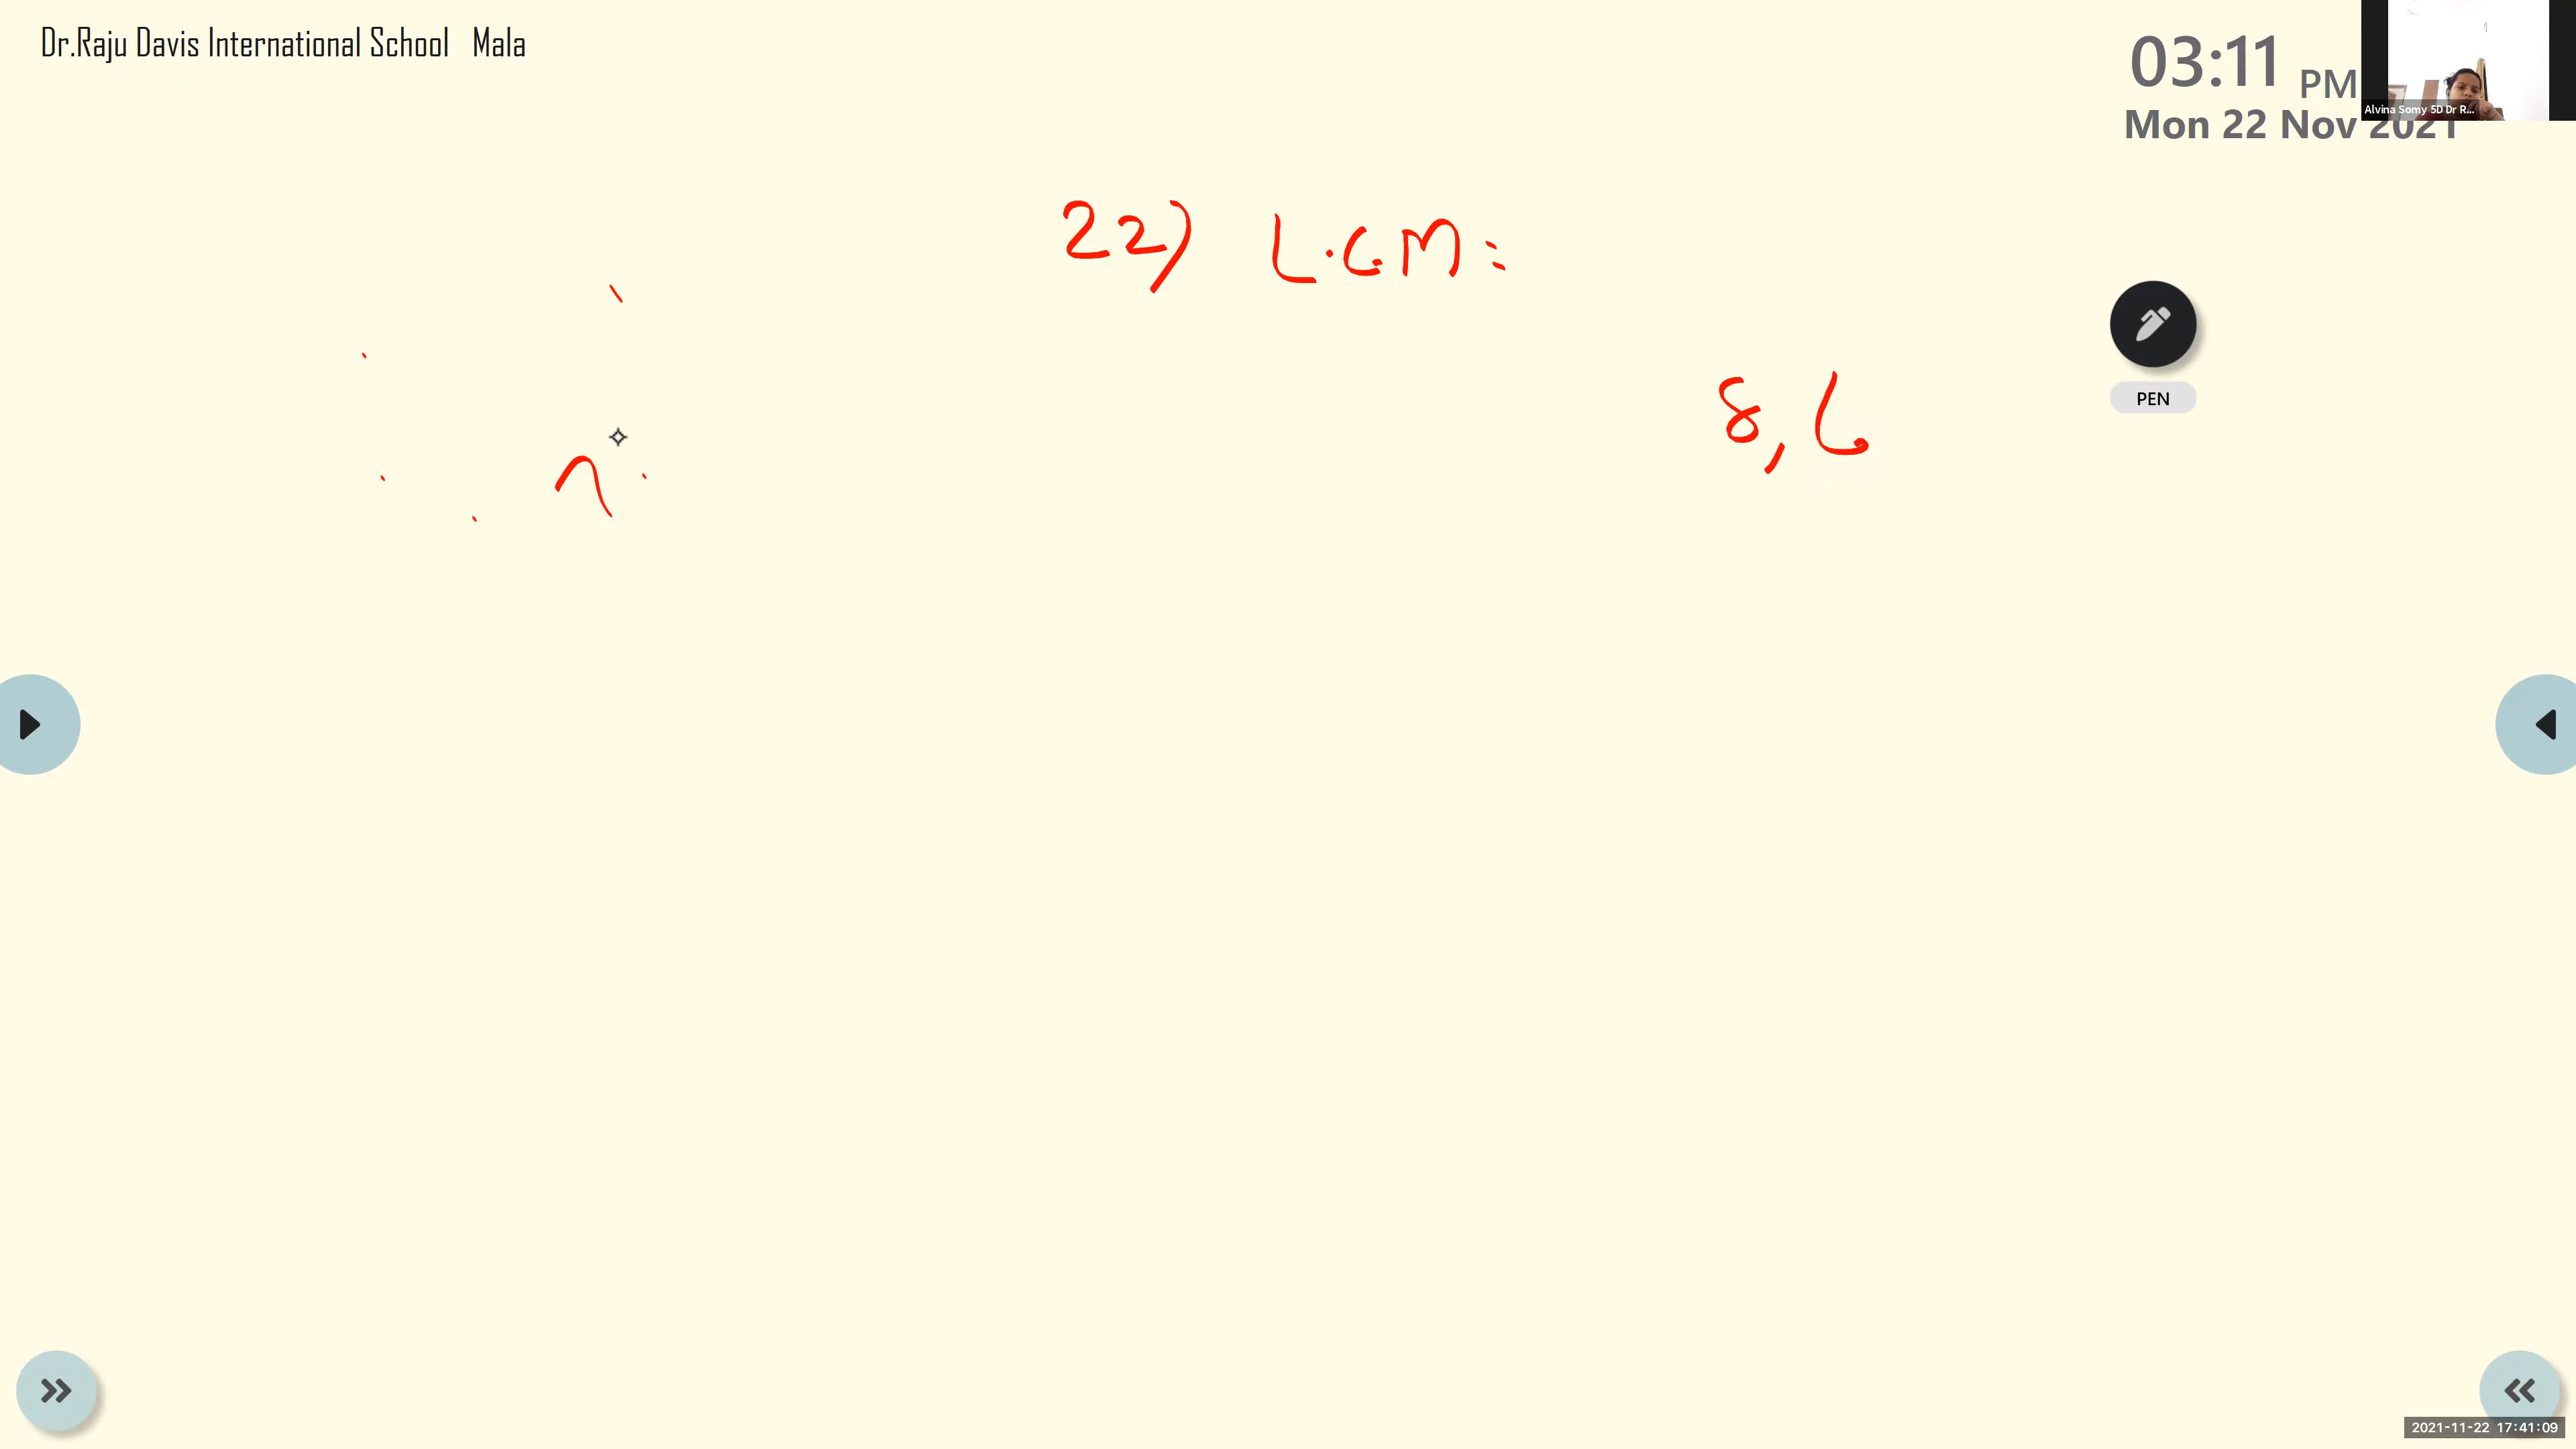 Dr.Raju Davis International School Mala
03:11 PM
Mon 22 Nov 2021
Alvina Somy 5D Dr R...
22) L.C.M =
8, 6
PEN
2021-11-22 17:41:09